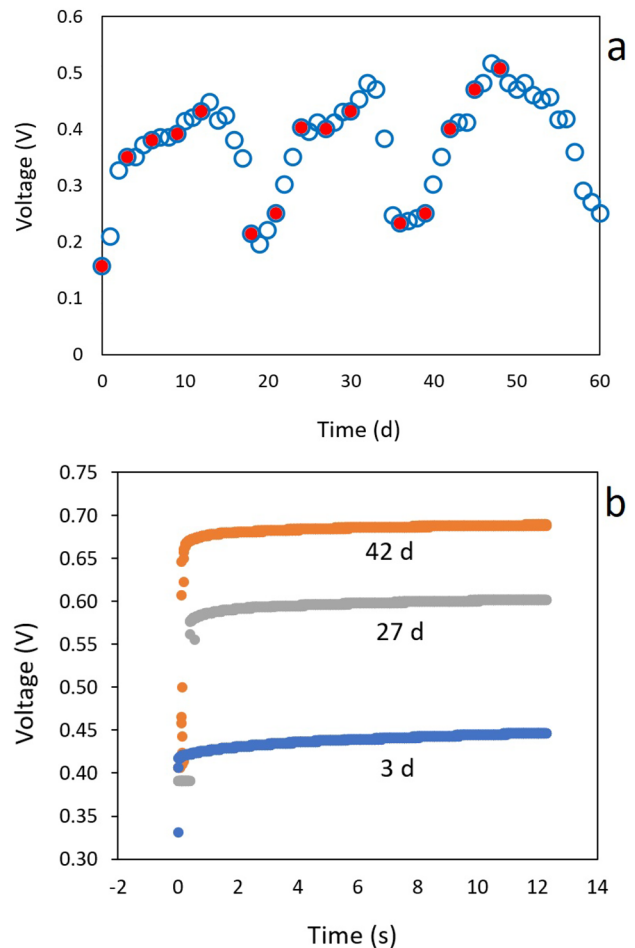 a
0.6
0.5
0.4
0.3
0.2
0.1
0
Voltage (V)
0 10 20 30 40 50 60
Time (d)
b
0.75
0.70
0.65
0.60
0.55
0.50
0.45
0.40
0.35
0.30
Voltage (V)
42 d
27 d
3 d
-2 0 2 4 6 8 10 12 14
Time (s)